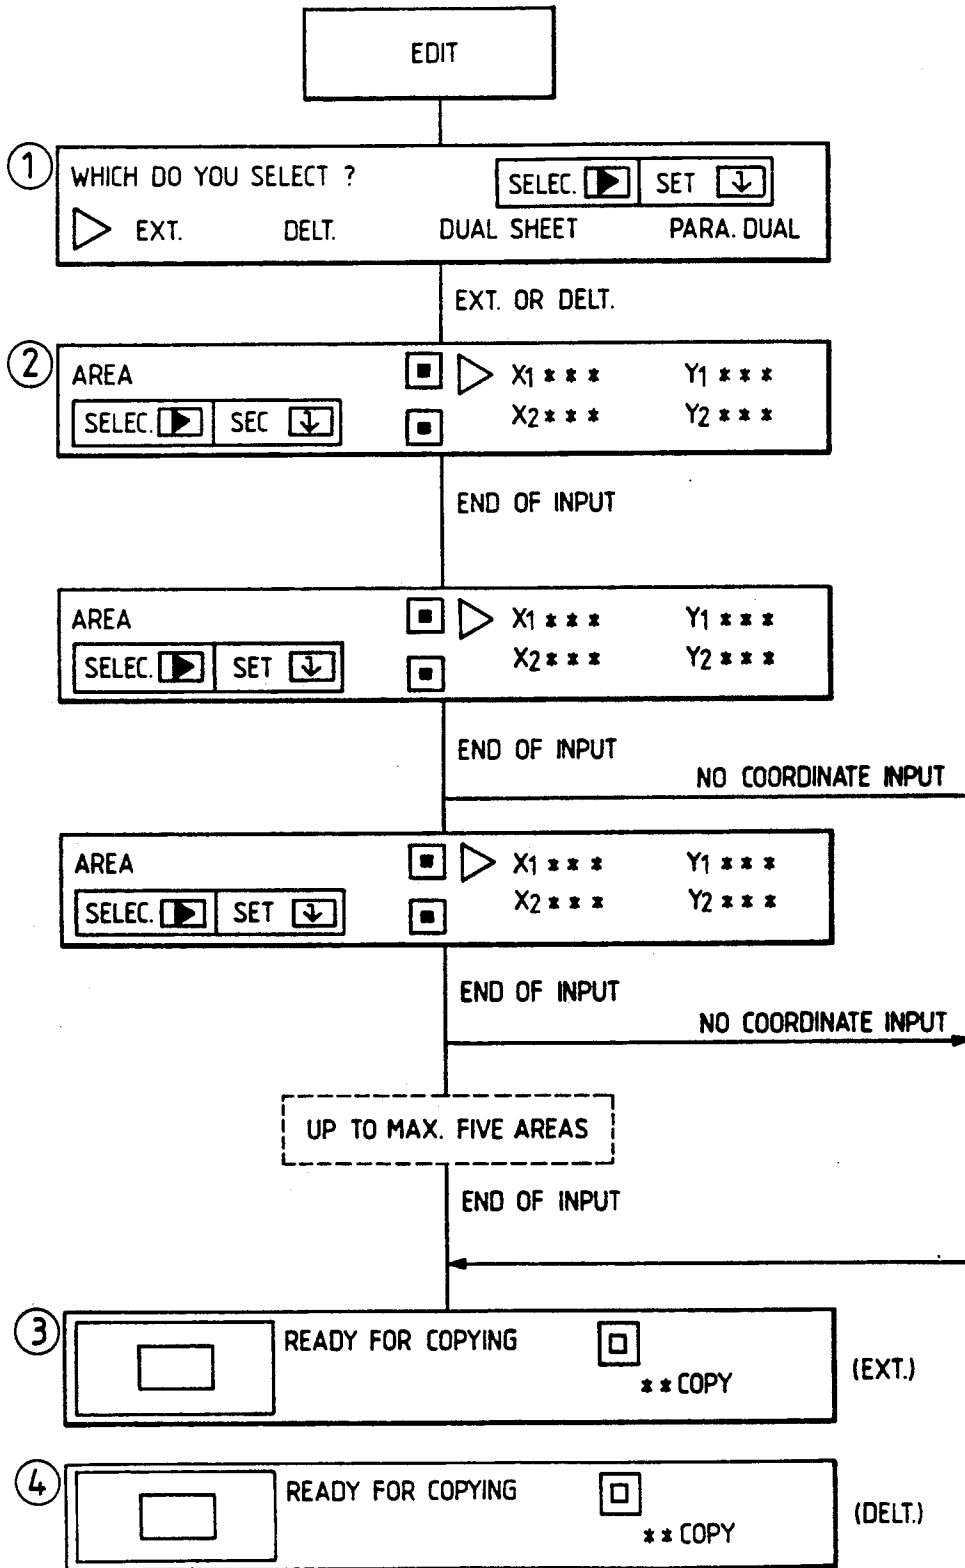 EDIT
1
WHICH DO YOU SELECT ? SELEC. SET
EXT. DELT. DUAL SHEET PARA. DUAL
EXT. OR DELT.
2
AREA X1 * * * Y1 * * *
SELEC. SEC X2 * * * Y2 * * *
END OF INPUT
AREA X1 * * * Y1 * * *
SELEC. SET X2 * * * Y2 * * *
END OF INPUT
NO COORDINATE INPUT
AREA X1 * * * Y1 * * *
SELEC. SET X2 * * * Y2 * * *
END OF INPUT
NO COORDINATE INPUT
UP TO MAX. FIVE AREAS
END OF INPUT
3
READY FOR COPYING
* * COPY
(EXT.)
4
READY FOR COPYING
* * COPY
(DELT.)